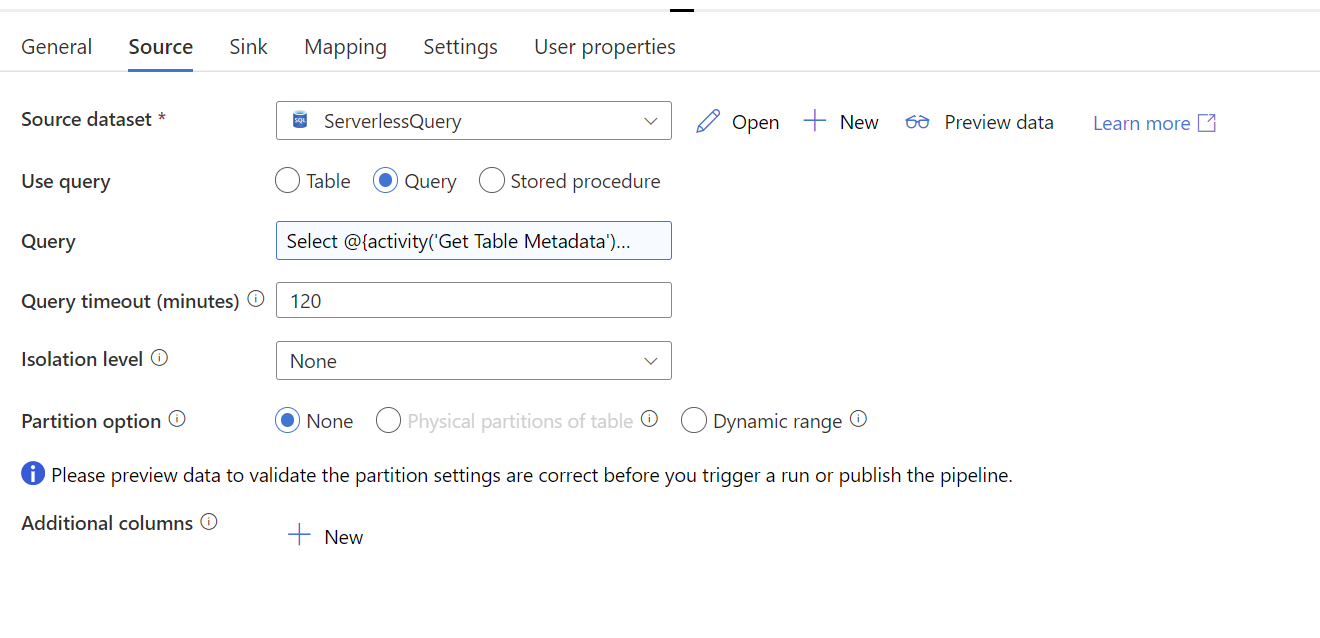 General Source Sink Mapping Settings User properties
Source dataset * SQL ServerlessQuery Open New Preview data Learn more
Use query Table Query Stored procedure
Query Select @{activity('Get Table Metadata')...
Query timeout (minutes) 120
Isolation level None
Partition option None Physical partitions of table Dynamic range
Please preview data to validate the partition settings are correct before you trigger a run or publish the pipeline.
Additional columns New